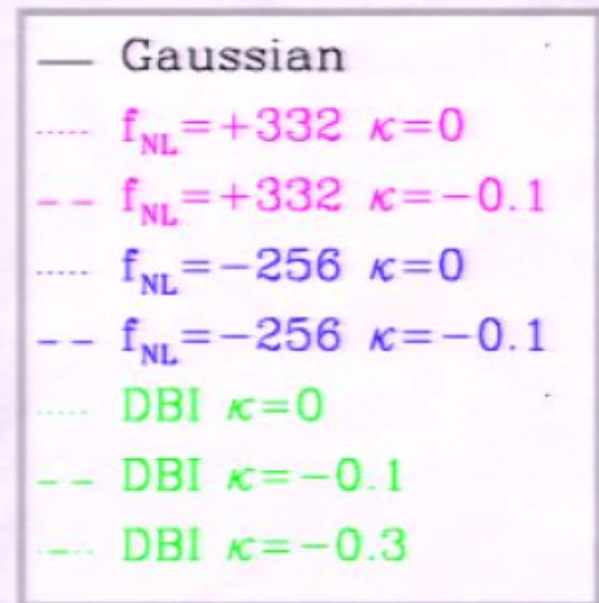 Gaussian
f_NL=+332 κ=0
f_NL=+332 κ=-0.1
f_NL=-256 κ=0
f_NL=-256 κ=-0.1
DBI κ=0
DBI κ=-0.1
DBI κ=-0.3